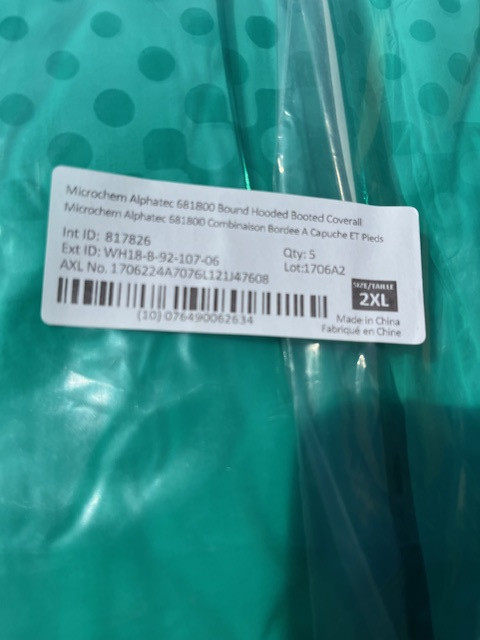 Microchem Alphatec 681800 Bound Hooded Booted Coverall
Microchem Alphatec 681800 Combinaison Bordee A Capuche ET Pieds
Int ID: 817826
Ext ID: WH18-B-92-107-06
Qty: 5
AXL No. 1706224A7076L121J47608
Lot:1706A2
SIZE/TAILLE
2XL
(10) 076490062634
Made in China
Fabriqué en Chine